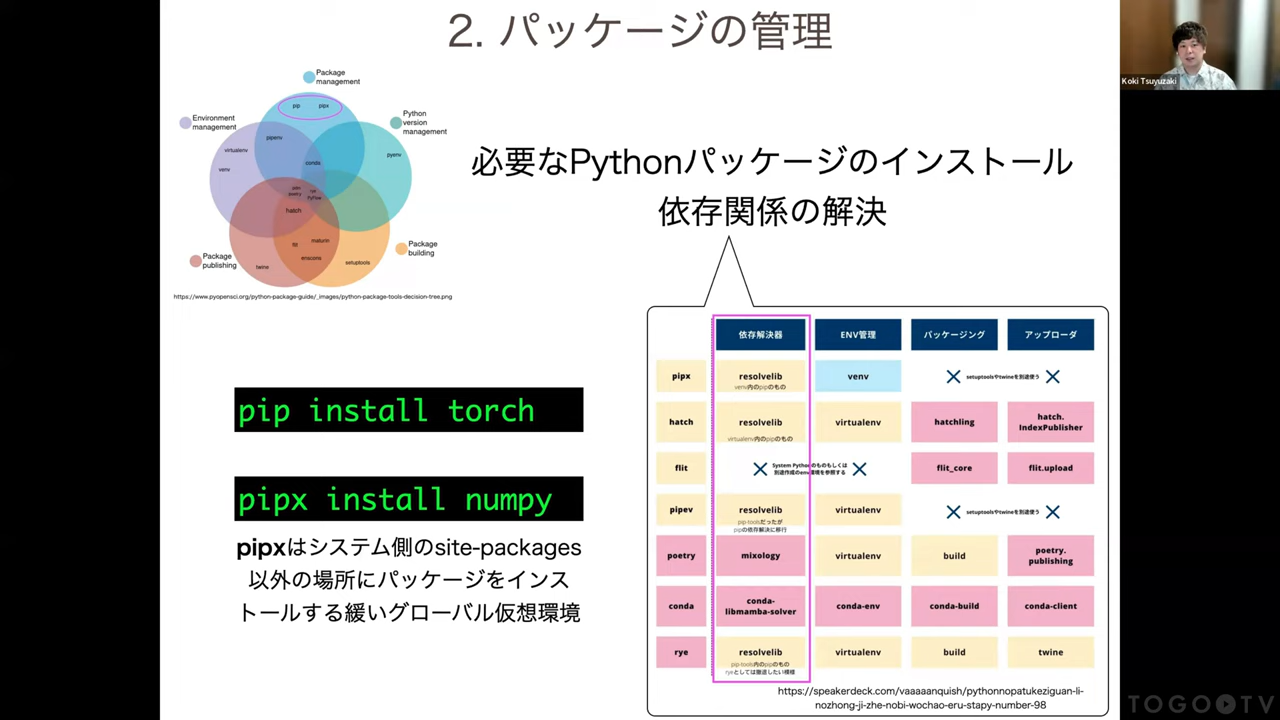 2. パッケージの管理
Koki Tsuyuzaki
Package
management
pip pipx
Environment
management
Python
version
management
pipenv
virtualenv
venv
conda
pyenv
hatch
flit
maturin
enscons
twine
setuptools
Package
publishing
Package
building
https://www.pyopensci.org/python-package-guide/_images/python-package-tools-decision-tree.png
必要なPythonパッケージのインストール
依存関係の解決
pip install torch
pipx install numpy
pipxはシステム側のsite-packages
以外の場所にパッケージをインス
トールする緩いグローバル仮想環境
依存解決器 ENV管理 パッケージング アップローダ
pipx resolvelib venv setuptoolsやtwineを別途使う
venv内のpipのもの
hatch resolvelib virtualenv hatchling hatch.
IndexPublisher
virtualenv内のpipのもの
flit System Pythonのものもしくは
別途作成のenv環境を参照する
flit_core flit.upload
pipev resolvelib virtualenv setuptoolsやtwineを別途使う
pip-toolsだったが
pipの依存解決に移行
poetry mixology virtualenv build poetry.
publishing
conda conda-
libmamba-solver conda-env conda-build conda-client
rye resolvelib virtualenv build twine
pip-tools内のpipのもの
ryeとしては撤退したい模様
https://speakerdeck.com/vaaaaanquish/pythonnopatukeziguan-li-
nozhong-ji-zhe-nobi-wochao-eru-stapy-number-98
TOGO TV